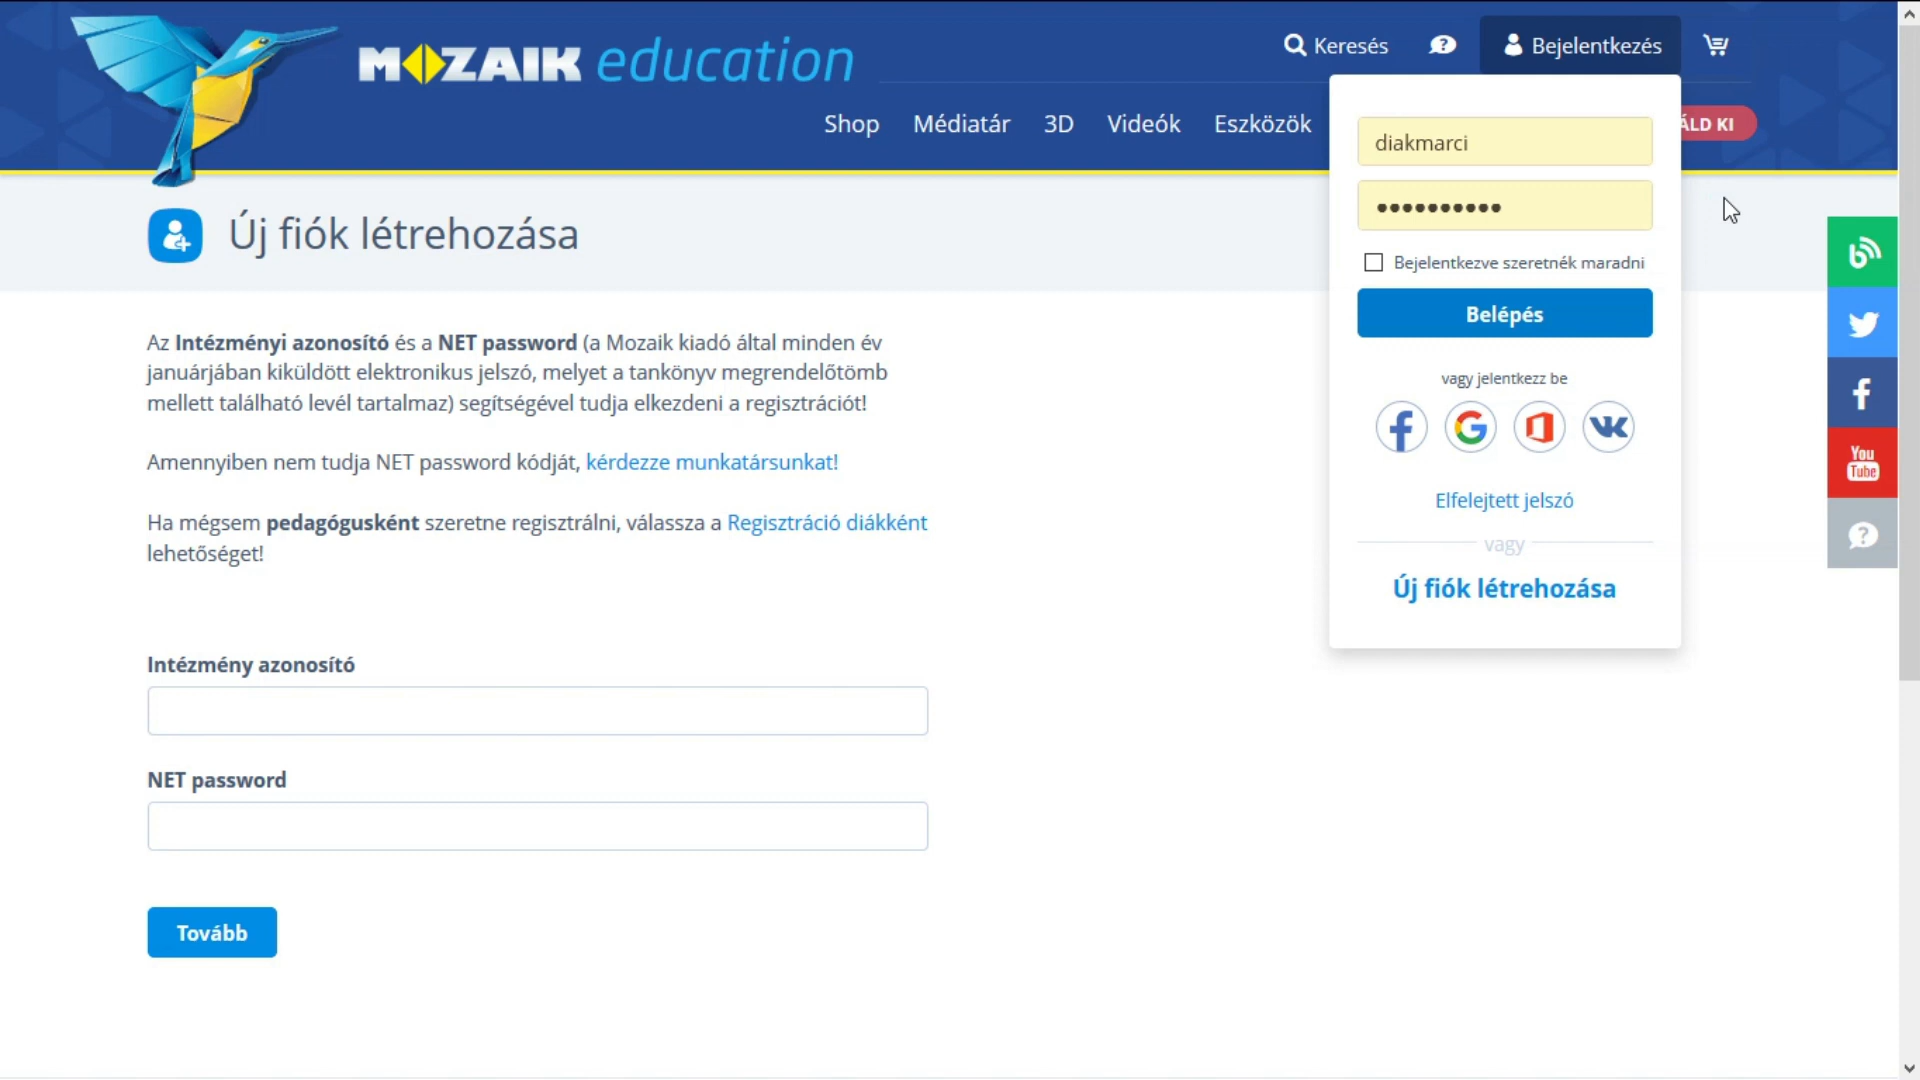 MOZAIK education
Keresés
Bejelentkezés
Shop Médiatár 3D Videók Eszközök
ÁLD KI
diakmarci
Bejelentkezve szeretnék maradni
Belépés
vagy jelentkezz be
Elfelejtett jelszó
vagy
Új fiók létrehozása
Új fiók létrehozása
Az Intézményi azonosító és a NET password (a Mozaik kiadó által minden év
januárjában kiküldött elektronikus jelszó, melyet a tankönyv megrendelőtömb
mellett található levél tartalmaz) segítségével tudja elkezdeni a regisztrációt!
Amennyiben nem tudja NET password kódját, kérdezze munkatársunkat!
Ha mégsem pedagógusként szeretne regisztrálni, válassza a Regisztráció diákként
lehetőséget!
Intézmény azonosító
NET password
Tovább
You
Tube